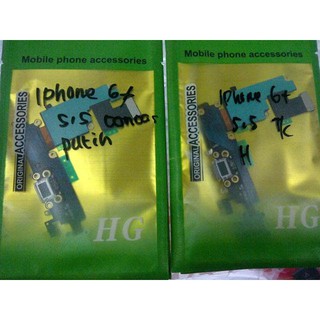 Mobile phone accessories
Iphone 6+
5.5
putih
ORIGINAL ACCESSORIES
HG
Mobile phone accessories
Iphone 6+
5.5 T/C
H
ORIGINAL ACCESSORIES
HG